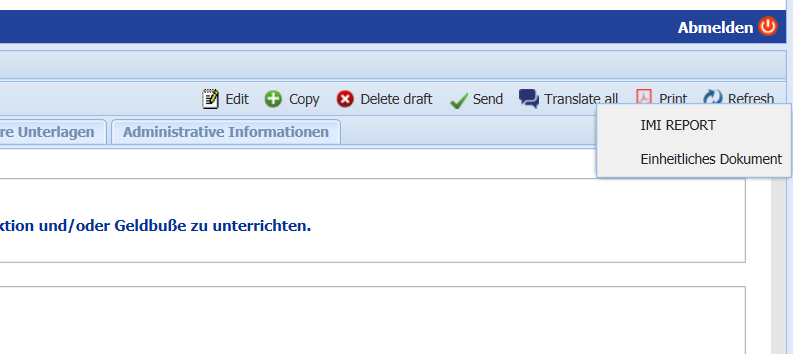 Abmelden
Edit Copy Delete draft Send Translate all Print Refresh
re Unterlagen Administrative Informationen
IMI REPORT
Einheitliches Dokument
ktion und/oder Geldbuße zu unterrichten.